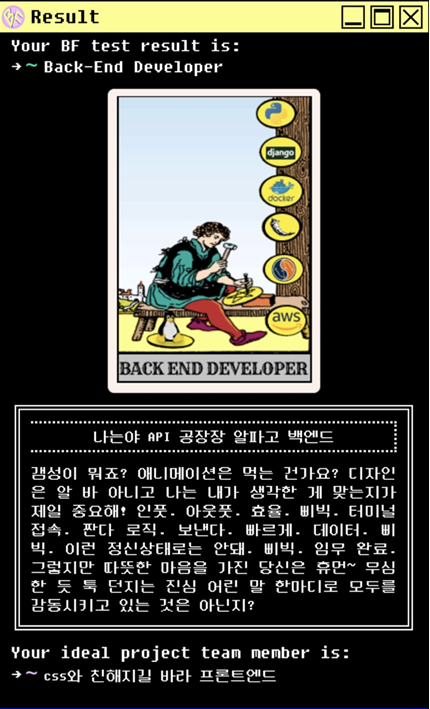 BF Result
Your BF test result is:
→ ~ Back-End Developer
django
docker
aws
BACK END DEVELOPER
나는야 API 공장장 알파고 백엔드
갬성이 뭐죠? 애니메이션은 먹는 건가요? 디자인
은 알 바 아니고 나는 내가 생각한 게 맞는지가
제일 중요해! 인풋. 아웃풋. 효율. 삐빅. 터미널
접속. 짠다 로직. 보낸다. 빠르게. 데이터. 삐
빅. 이런 정신상태로는 안돼. 삐빅. 임무 완료.
그렇지만 따뜻한 마음을 가진 당신은 휴먼~ 무심
한 듯 툭 던지는 진심 어린 말 한마디로 모두를
감동시키고 있는 것은 아닌지?
Your ideal project team member is:
→ ~ css와 친해지길 바라 프론트엔드